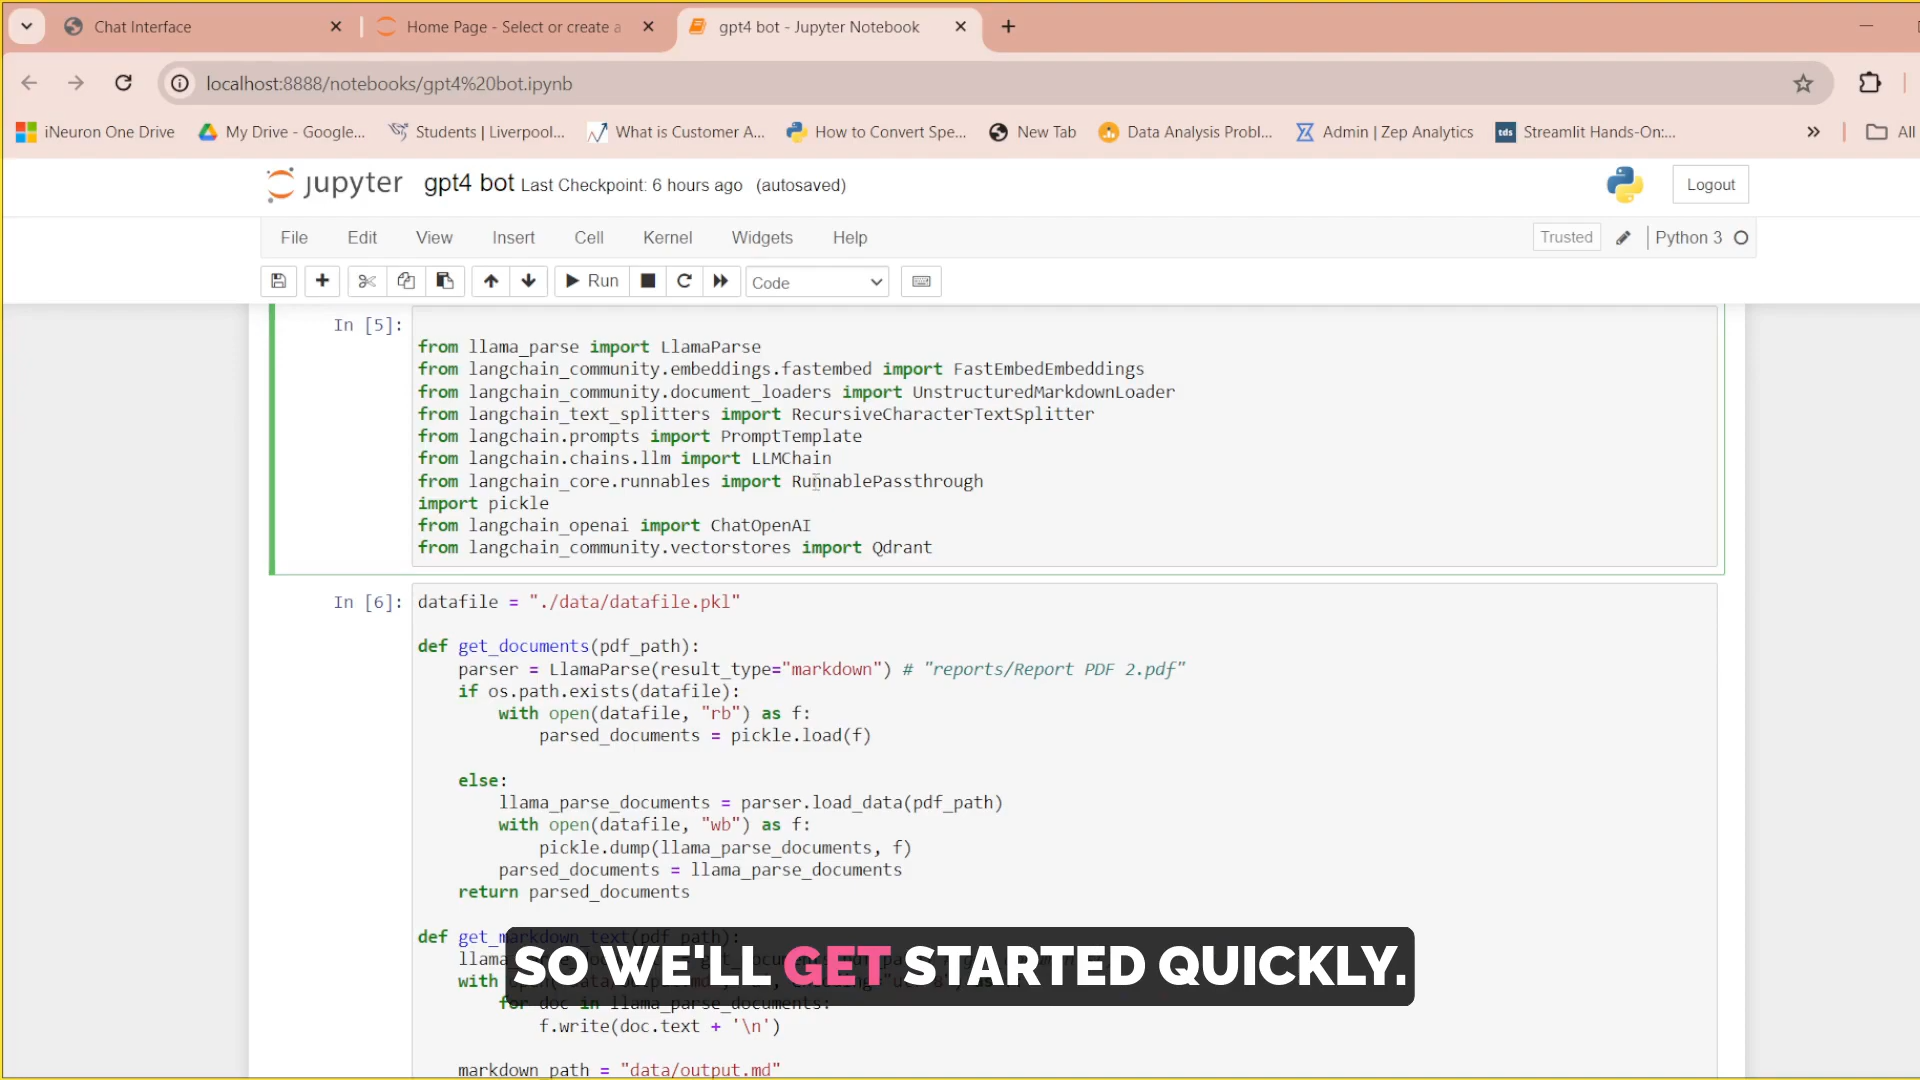 Chat Interface
Home Page - Select or create a
gpt4 bot - Jupyter Notebook
localhost:8888/notebooks/gpt4%20bot.ipynb
iNeuron One Drive
My Drive - Google...
Students | Liverpool...
What is Customer A...
How to Convert Spe...
New Tab
Data Analysis Probl...
Admin | Zep Analytics
tds
Streamlit Hands-On:...
All
jupyter
gpt4 bot Last Checkpoint: 6 hours ago (autosaved)
Logout
File Edit View Insert Cell Kernel Widgets Help
Trusted
Python 3
Run
Code
In [5]:
from llama_parse import LlamaParse
from langchain_community.embeddings.fastembed import FastEmbedEmbeddings
from langchain_community.document_loaders import UnstructuredMarkdownLoader
from langchain_text_splitters import RecursiveCharacterTextSplitter
from langchain.prompts import PromptTemplate
from langchain.chains.llm import LLMChain
from langchain_core.runnables import RunnablePassthrough
import pickle
from langchain_openai import ChatOpenAI
from langchain_community.vectorstores import Qdrant
In [6]:
datafile = "./data/datafile.pkl"
def get_documents(pdf_path):
parser = LlamaParse(result_type="markdown") # "reports/Report PDF 2.pdf"
if os.path.exists(datafile):
with open(datafile, "rb") as f:
parsed_documents = pickle.load(f)
else:
llama_parse_documents = parser.load_data(pdf_path)
with open(datafile, "wb") as f:
pickle.dump(llama_parse_documents, f)
parsed_documents = llama_parse_documents
return parsed_documents
def get_markdown_text(pdf_path):
SO WE'LL GET STARTED QUICKLY.
with
for doc in llama_parse_documents:
f.write(doc.text + '\n')
markdown_path = "data/output.md"